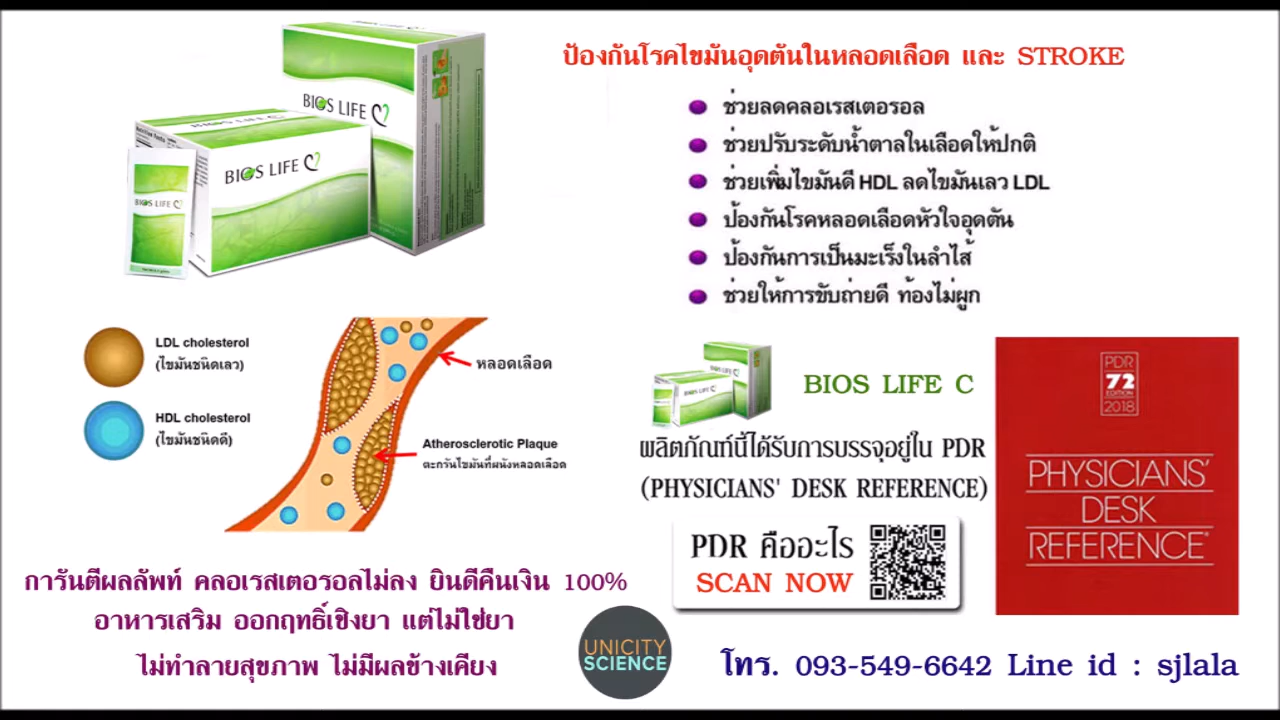 BIOS LIFE C
BIOS LIFE C
BIOS LIFE C
ป้องกันโรคไขมันอุดตันในหลอดเลือด และ STROKE
ช่วยลดคลอเรสเตอรอล
ช่วยปรับระดับน้ำตาลในเลือดให้ปกติ
ช่วยเพิ่มไขมันดี HDL ลดไขมันเลว LDL
ป้องกันโรคหลอดเลือดหัวใจอุดตัน
ป้องกันการเป็นมะเร็งในลำไส้
ช่วยให้การขับถ่ายดี ท้องไม่ผูก
LDL cholesterol
(ไขมันชนิดเลว)
HDL cholesterol
(ไขมันชนิดดี)
หลอดเลือด
Atherosclerotic Plaque
ตะกรันไขมันที่ผนังหลอดเลือด
BIOS LIFE C
BIOS LIFE C
ผลิตภัณฑ์นี้ได้รับการบรรจุอยู่ใน PDR
(PHYSICIANS' DESK REFERENCE)
PDR คืออะไร
SCAN NOW
PDR
72
EDITION
2018
PHYSICIANS'
DESK
REFERENCE
การันตีผลลัพท์ คลอเรสเตอรอลไม่ลง ยินดีคืนเงิน 100%
อาหารเสริม ออกฤทธิ์เชิงยา แต่ไม่ใช่ยา
ไม่ทำลายสุขภาพ ไม่มีผลข้างเคียง
UNICITY
SCIENCE
โทร. 093-549-6642 Line id : sjlala